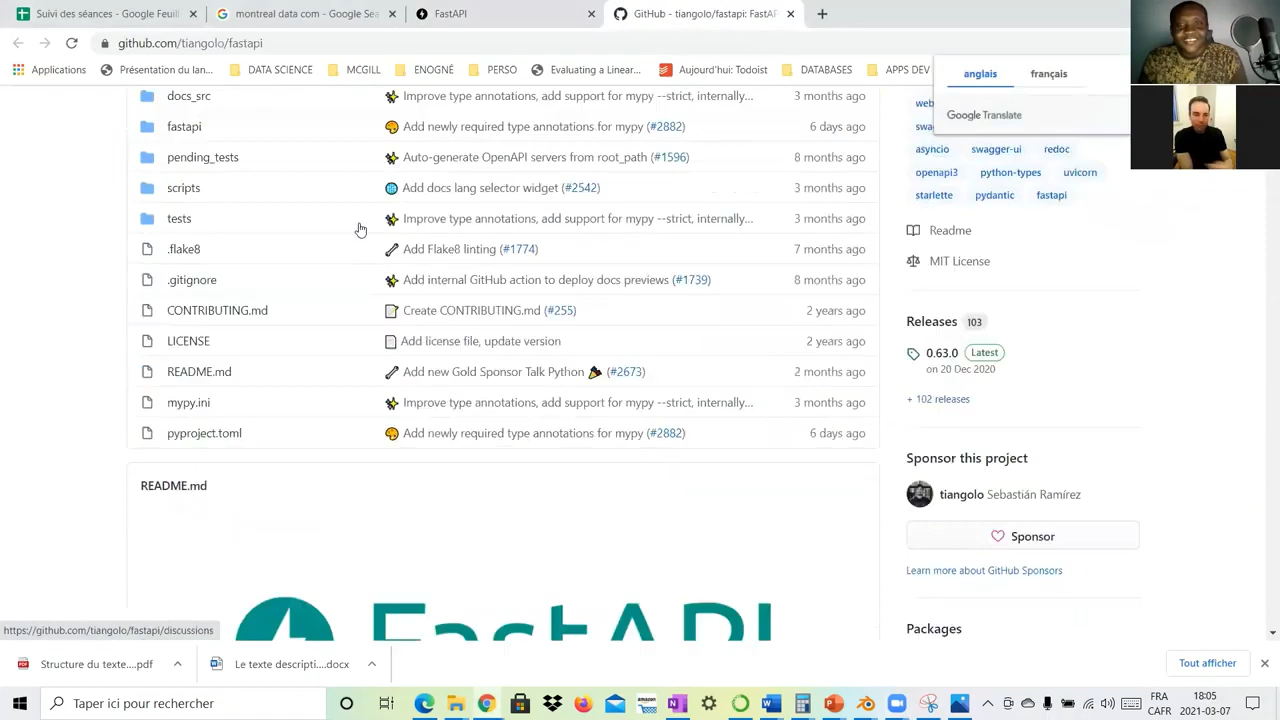 Suivi des séances - Google Feuill
montreal data com - Google Sea
FastAPI
GitHub - tiangolo/fastapi: FastAP
github.com/tiangolo/fastapi
Applications
Présentation du lan...
DATA SCIENCE
MCGILL
ENOGNÉ
PERSO
Evaluating a Linear...
Aujourd'hui: Todoist
DATABASES
APPS DEV
anglais
français
Google Translate
docs_src
Improve type annotations, add support for mypy --strict, internally...
3 months ago
fastapi
Add newly required type annotations for mypy (#2882)
6 days ago
pending_tests
Auto-generate OpenAPI servers from root_path (#1596)
8 months ago
scripts
Add docs lang selector widget (#2542)
3 months ago
tests
Improve type annotations, add support for mypy --strict, internally...
3 months ago
.flake8
Add Flake8 linting (#1774)
7 months ago
.gitignore
Add internal GitHub action to deploy docs previews (#1739)
8 months ago
CONTRIBUTING.md
Create CONTRIBUTING.md (#255)
2 years ago
LICENSE
Add license file, update version
2 years ago
README.md
Add new Gold Sponsor Talk Python (#2673)
2 months ago
mypy.ini
Improve type annotations, add support for mypy --strict, internally...
3 months ago
pyproject.toml
Add newly required type annotations for mypy (#2882)
6 days ago
README.md
FastAPI
web
swa
asyncio swagger-ui redoc
openapi3 python-types uvicorn
starlette pydantic fastapi
Readme
MIT License
Releases 103
0.63.0 Latest
on 20 Dec 2020
+ 102 releases
Sponsor this project
tiangolo Sebastián Ramírez
Sponsor
Learn more about GitHub Sponsors
Packages
https://github.com/tiangolo/fastapi/discussions
Structure du texte....pdf
Le texte descripti....docx
Tout afficher
Taper ici pour rechercher
FRA
CAFR
18:05
2021-03-07